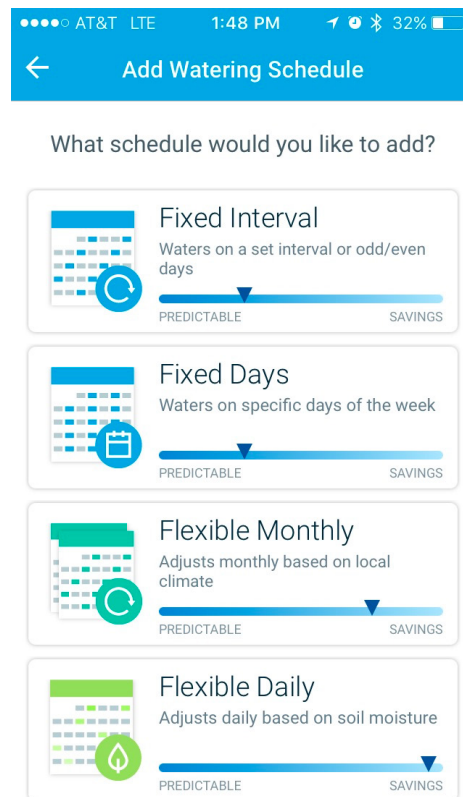 AT&T LTE 1:48 PM 32%
Add Watering Schedule
What schedule would you like to add?
Fixed Interval
Waters on a set interval or odd/even
days
PREDICTABLE SAVINGS
Fixed Days
Waters on specific days of the week
PREDICTABLE SAVINGS
Flexible Monthly
Adjusts monthly based on local
climate
PREDICTABLE SAVINGS
Flexible Daily
Adjusts daily based on soil moisture
PREDICTABLE SAVINGS